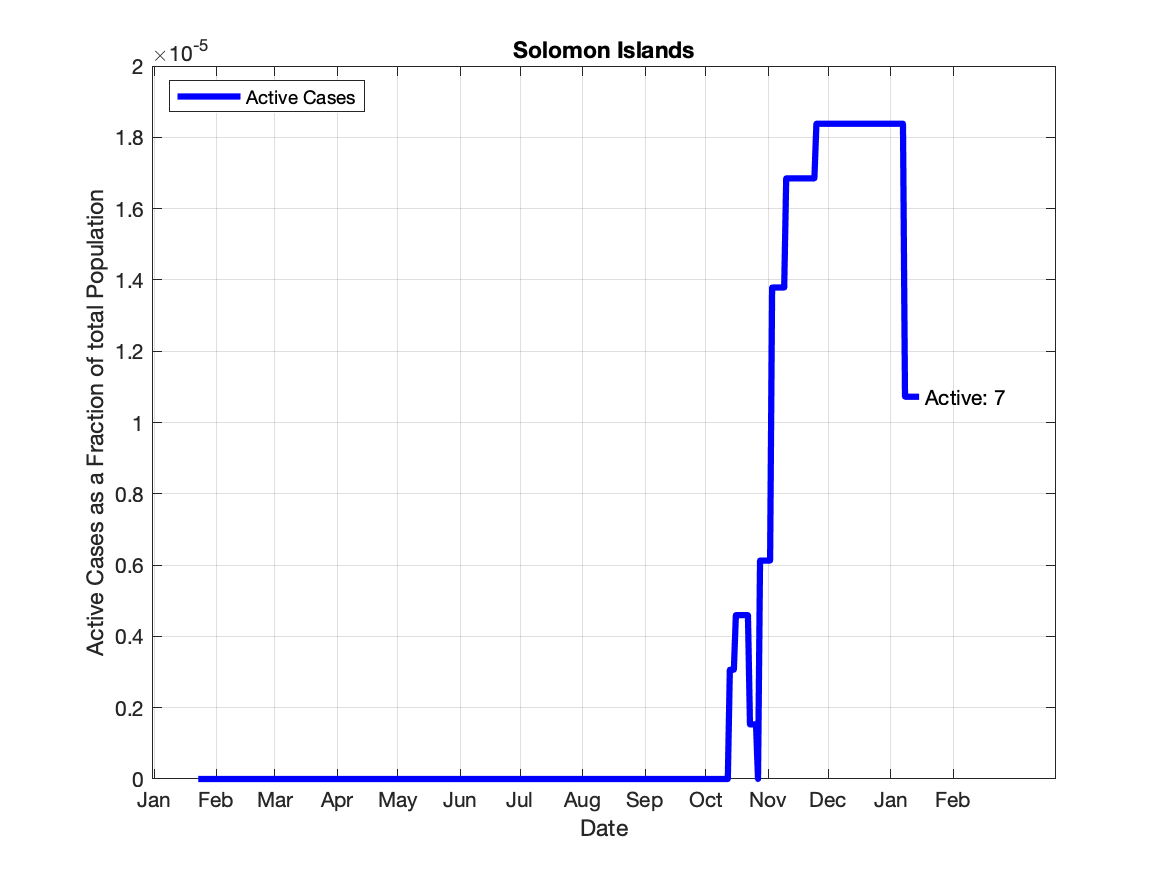 Solomon Islands
×10-5
Active Cases
2
1.8
1.6
1.4
1.2
1
0.8
0.6
0.4
0.2
0
Active Cases as a Fraction of total Population
Active: 7
Jan Feb Mar Apr May Jun Jul Aug Sep Oct Nov Dec Jan Feb
Date